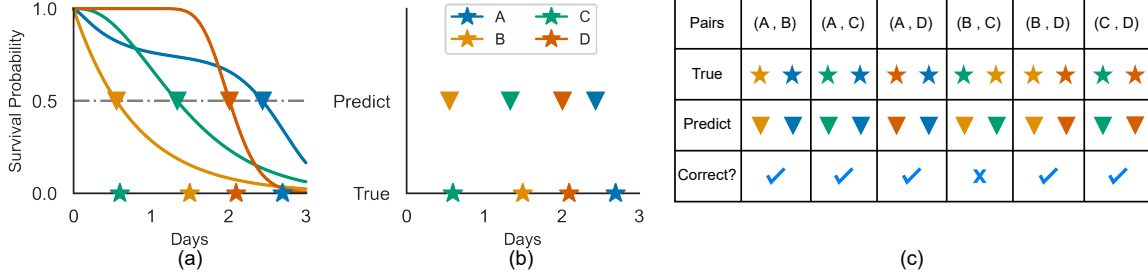 Survival Probability
1.0
0.5
0.0
0 1 2 3
Days
(a)
A C
B D
Predict
True
0 1 2 3
Days
(b)
Pairs (A , B) (A , C) (A , D) (B , C) (B , D) (C , D)
True
Predict
Correct? x
(c)